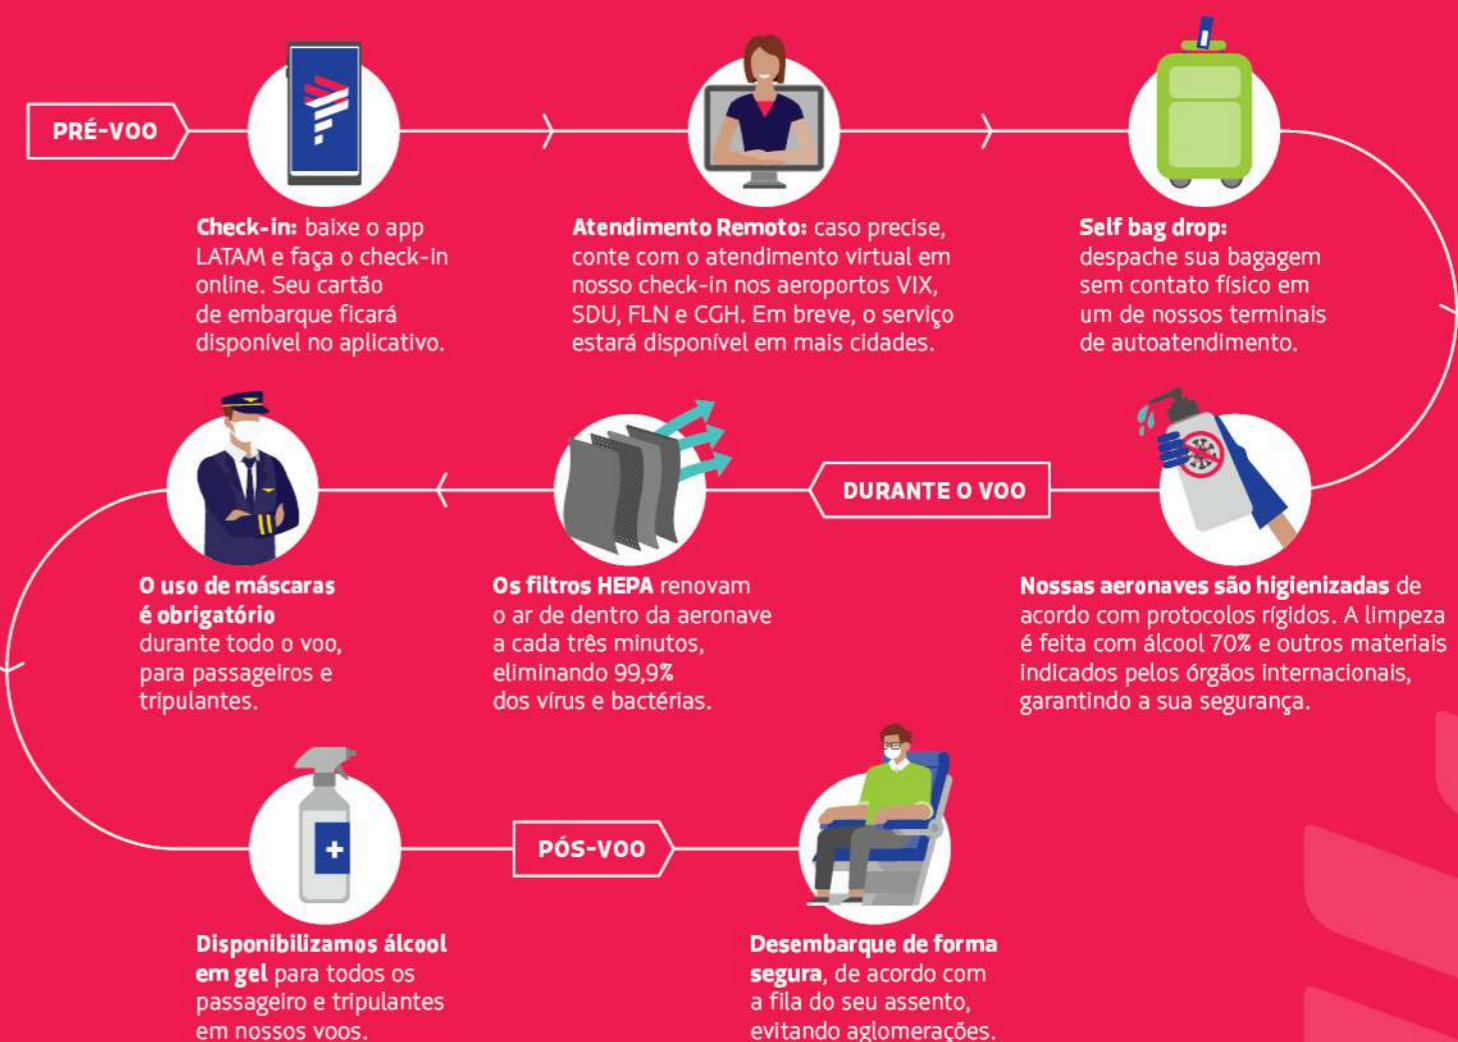 PRÉ-VOO
Check-in: baixe o app
LATAM e faça o check-in
online. Seu cartão
de embarque ficará
disponível no aplicativo.
Atendimento Remoto: caso precise,
conte com o atendimento virtual em
nosso check-in nos aeroportos VIX,
SDU, FLN e CGH. Em breve, o serviço
estará disponível em mais cidades.
Self bag drop:
despache sua bagagem
sem contato físico em
um de nossos terminais
de autoatendimento.
Nossas aeronaves são higienizadas de
acordo com protocolos rígidos. A limpeza
é feita com álcool 70% e outros materiais
indicados pelos órgãos internacionais,
garantindo a sua segurança.
DURANTE O VOO
Os filtros HEPA renovam
o ar de dentro da aeronave
a cada três minutos,
eliminando 99,9%
dos vírus e bactérias.
O uso de máscaras
é obrigatório
durante todo o voo,
para passageiros e
tripulantes.
Disponibilizamos álcool
em gel para todos os
passageiro e tripulantes
em nossos voos.
PÓS-VOO
Desembarque de forma
segura, de acordo com
a fila do seu assento,
evitando aglomerações.